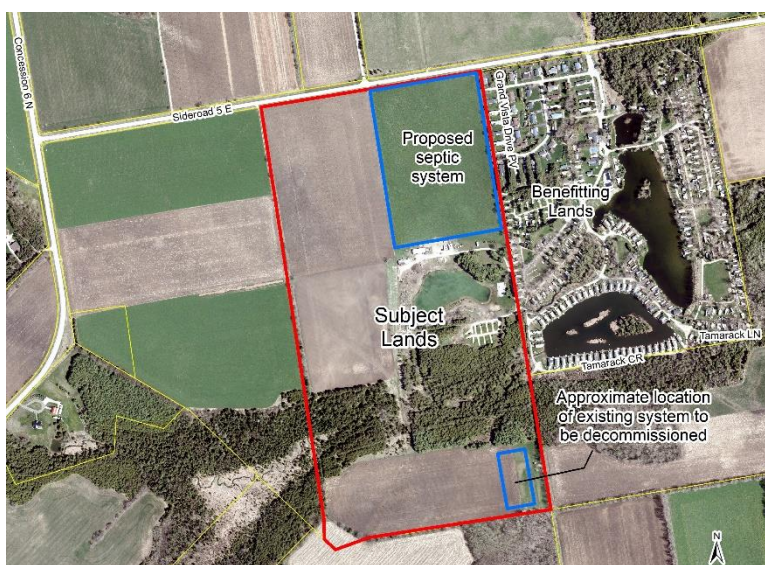 Concession 6 N
Sideroad 5 E
Grand Vista Drive PV
Proposed
septic
system
Benefitting
Lands
Subject
Lands
Tamarack LN
Tamarack CR
Approximate location
of existing system to
be decommissioned
N